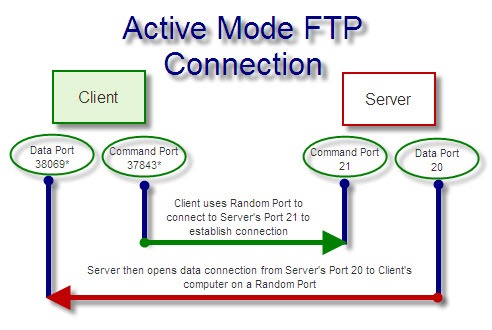 Active Mode FTP
Connection
Client
Server
Data Port
38069*
Command Port
37843*
Command Port
21
Data Port
20
Client uses Random Port to
connect to Server's Port 21 to
establish connection
Server then opens data connection from Server's Port 20 to Client's
computer on a Random Port